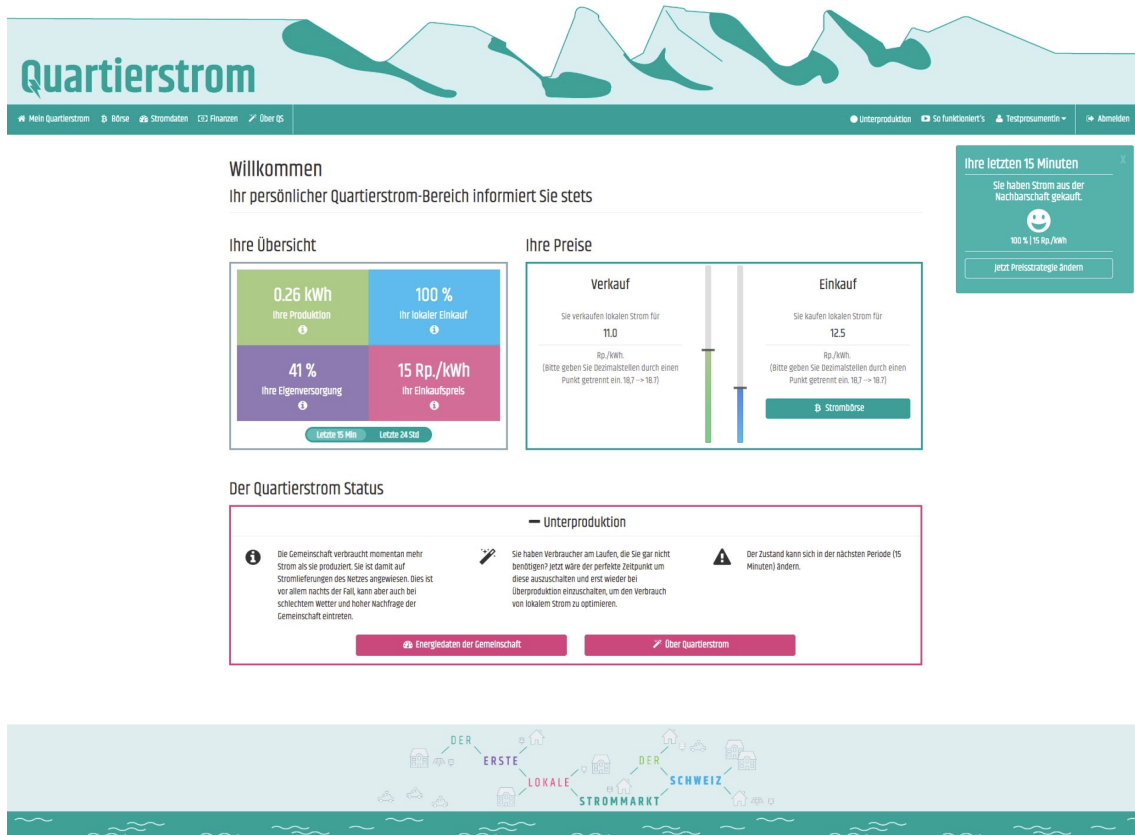 Quartierstrom
Mein Quartierstrom Börse Stromdaten Finanzen Über QS Unterproduktion So funktioniert's Testprosumentin Abmelden
Willkommen
Ihr persönlicher Quartierstrom-Bereich informiert Sie stets
Ihre letzten 15 Minuten X
Sie haben Strom aus der
Nachbarschaft gekauft.
100 % | 15 Rp./kWh
Jetzt Preisstrategie ändern
Ihre Übersicht
0.26 kWh
Ihre Produktion
100 %
Ihr lokaler Einkauf
41 %
Ihre Eigenversorgung
15 Rp./kWh
Ihr Einkaufspreis
Letzte 15 Min Letzte 24 Std
Ihre Preise
Verkauf
Sie verkaufen lokalen Strom für
11.0
Rp./kWh.
(Bitte geben Sie Dezimalstellen durch einen
Punkt getrennt ein. 18,7 --> 18.7)
Einkauf
Sie kaufen lokalen Strom für
12.5
Rp./kWh.
(Bitte geben Sie Dezimalstellen durch einen
Punkt getrennt ein. 18,7 --> 18.7)
Strombörse
Der Quartierstrom Status
Unterproduktion
Die Gemeinschaft verbraucht momentan mehr
Strom als sie produziert. Sie ist damit auf
Stromlieferungen des Netzes angewiesen. Dies ist
vor allem nachts der Fall, kann aber auch bei
schlechtem Wetter und hoher Nachfrage der
Gemeinschaft eintreten.
Sie haben Verbraucher am Laufen, die Sie gar nicht
benötigen? Jetzt wäre der perfekte Zeitpunkt um
diese auszuschalten und erst wieder bei
Überproduktion einzuschalten, um den Verbrauch
von lokalem Strom zu optimieren.
Der Zustand kann sich in der nächsten Periode (15
Minuten) ändern.
Energiedaten der Gemeinschaft
Über Quartierstrom
DER
ERSTE
LOKALE
STROMMARKT
DER
SCHWEIZ